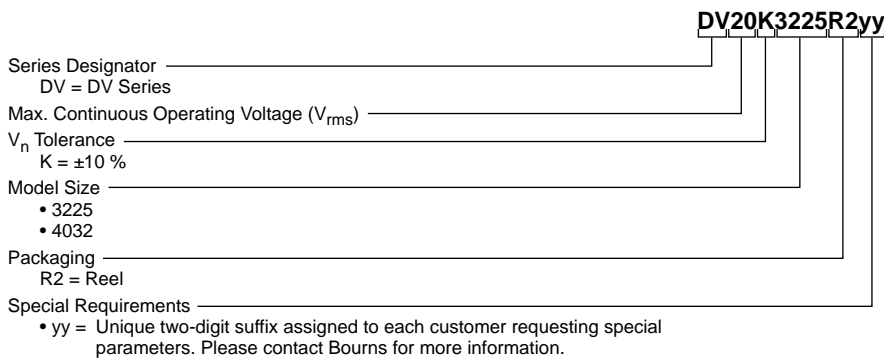 DV20K3225R2yy
Series Designator
DV = DV Series
Max. Continuous Operating Voltage (Vrms)
Vn Tolerance
K = ±10 %
Model Size
• 3225
• 4032
Packaging
R2 = Reel
Special Requirements
• yy = Unique two-digit suffix assigned to each customer requesting special
parameters. Please contact Bourns for more information.